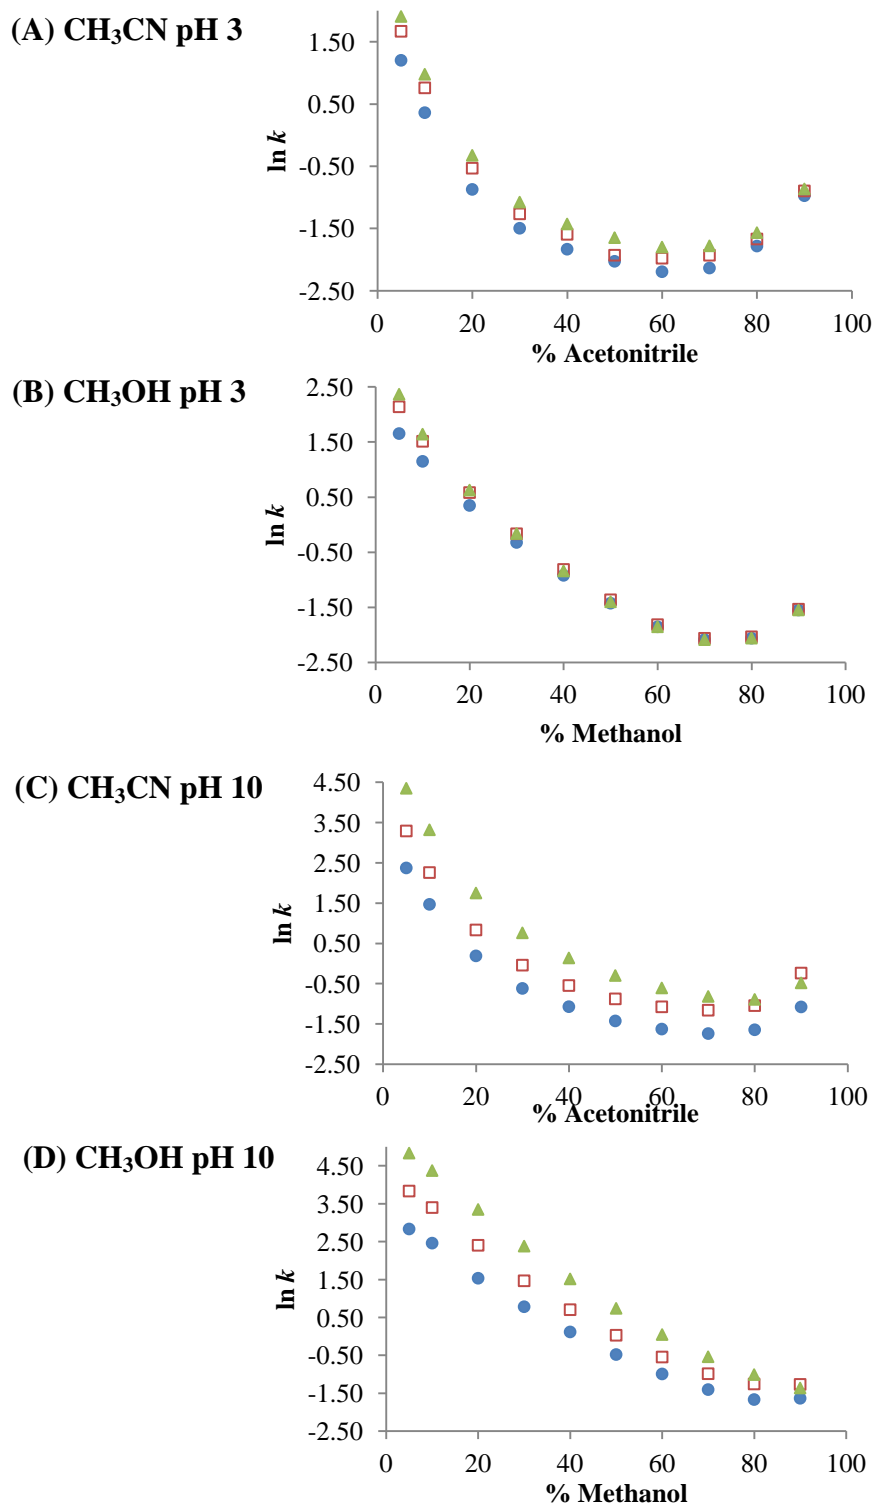 (A) CH₃CN pH 3
1.50
0.50
-0.50
-1.50
-2.50
ln k
0 20 40 60 80 100
% Acetonitrile
(B) CH₃OH pH 3
2.50
1.50
0.50
-0.50
-1.50
-2.50
ln k
0 20 40 60 80 100
% Methanol
(C) CH₃CN pH 10
4.50
3.50
2.50
1.50
0.50
-0.50
-1.50
-2.50
ln k
0 20 40 60 80 100
% Acetonitrile
(D) CH₃OH pH 10
4.50
3.50
2.50
1.50
0.50
-0.50
-1.50
-2.50
ln k
0 20 40 60 80 100
% Methanol